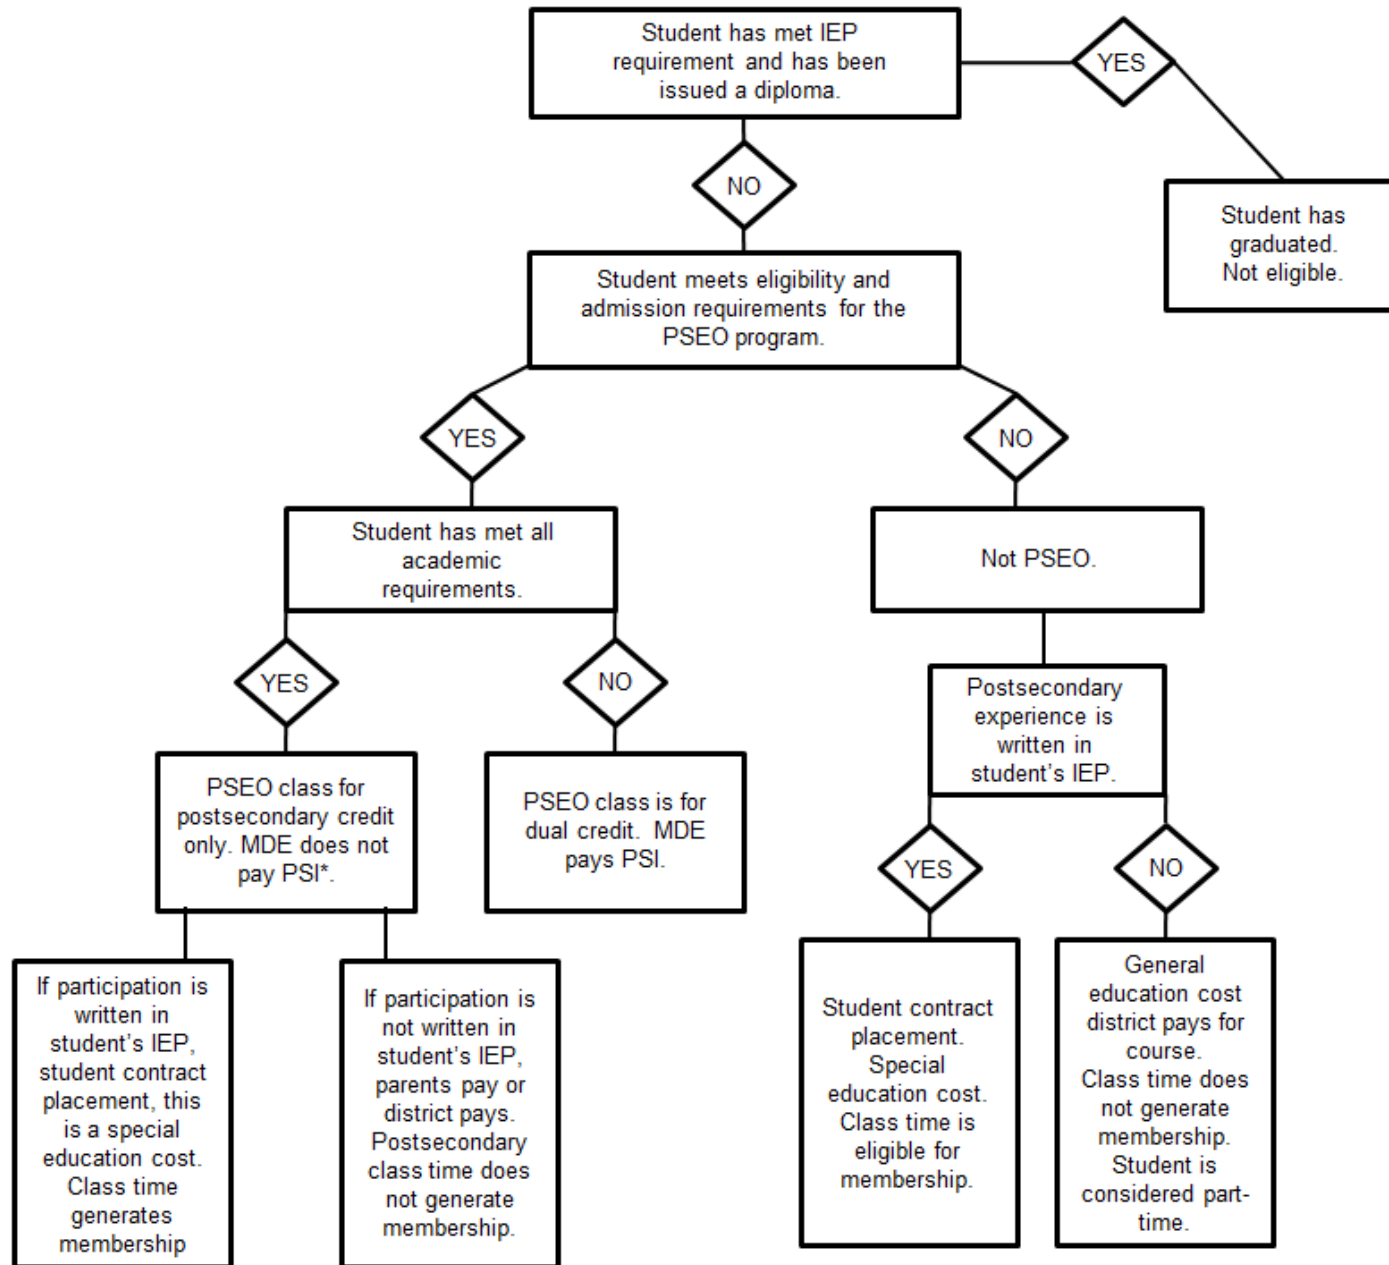 Student has met IEP
requirement and has been
issued a diploma.
YES
NO
Student has
graduated.
Not eligible.
Student meets eligibility and
admission requirements for the
PSEO program.
YES
NO
Student has met all
academic
requirements.
Not PSEO.
YES
NO
Postsecondary
experience is
written in
student's IEP.
PSEO class for
postsecondary credit
only. MDE does not
pay PSI*.
PSEO class is for
dual credit. MDE
pays PSI.
YES
NO
If participation is
written in
student's IEP,
student contract
placement, this
is a special
education cost.
Class time
generates
membership
If participation is
not written in
student's IEP,
parents pay or
district pays.
Postsecondary
class time does
not generate
membership.
Student contract
placement.
Special
education cost.
Class time is
eligible for
membership.
General
education cost
district pays for
course.
Class time does
not generate
membership.
Student is
considered part-
time.